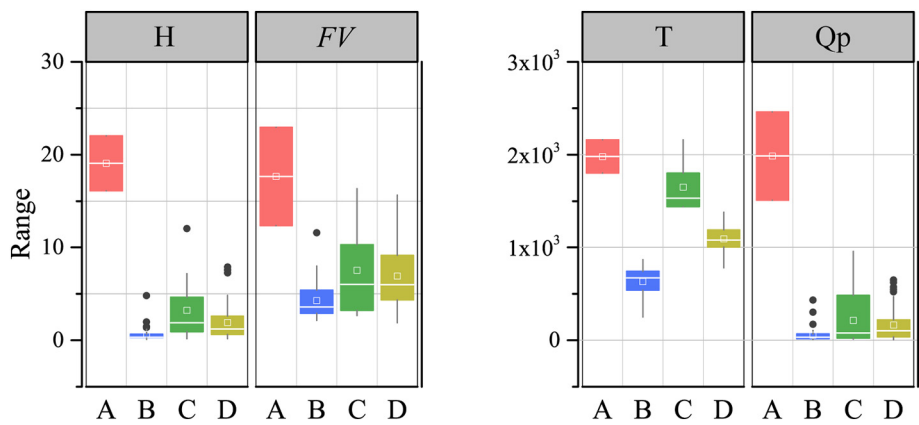 H FV T Qp
30 3x10³
20 2x10³
10 1x10³
0 0
Range
A B C D A B C D A B C D A B C D